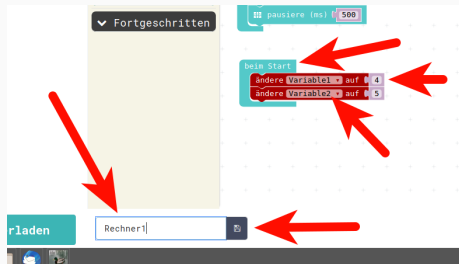 Fortgeschritten
pausiere (ms) 500
beim Start
ändere Variable1 auf 4
ändere Variable2 auf 5
Rechner1
rladen